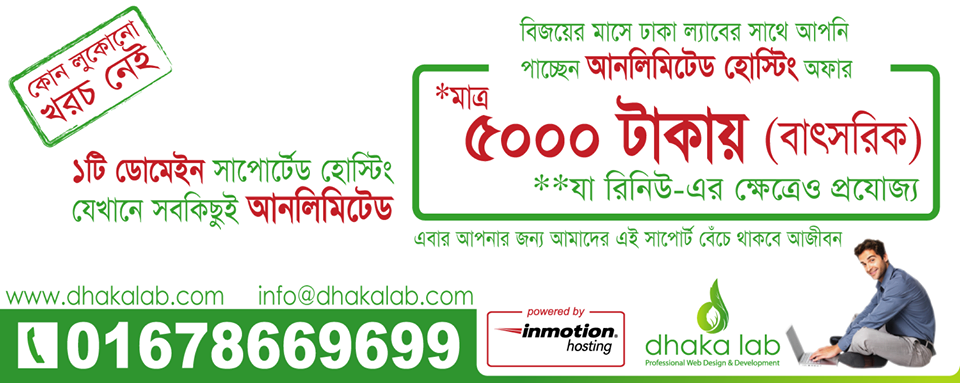 কোন লুকোনো
খরচ নেই
১টি ডোমেইন সাপোর্টেড হোস্টিং
যেখানে সবকিছুই আনলিমিটেড
বিজয়ের মাসে ঢাকা ল্যাবের সাথে আপনি
পাচ্ছেন আনলিমিটেড হোস্টিং অফার
*মাত্র
৫০০০ টাকায় (বাৎসরিক)
**যা রিনিউ-এর ক্ষেত্রেও প্রযোজ্য
এবার আপনার জন্য আমাদের এই সাপোর্ট বেঁচে থাকবে আজীবন
www.dhakalab.com info@dhakalab.com
01678669699
powered by
inmotion
hosting
dhaka lab
Professional Web Design & Development